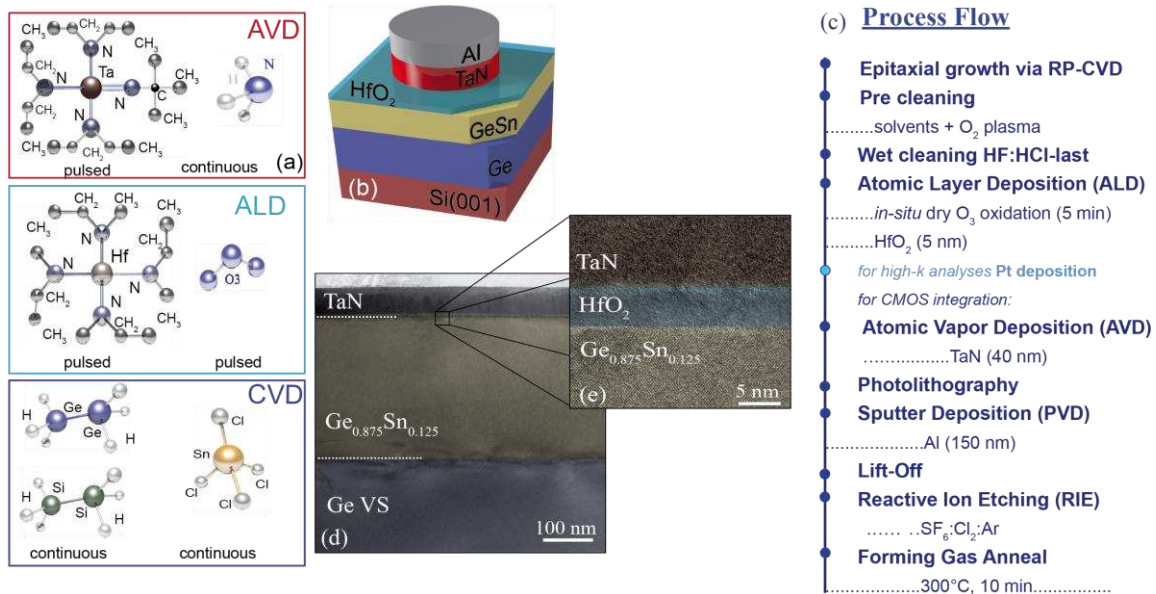 AVD
CH₃
CH₂
CH₃
N
CH₃
CH₂
Ta
CH₃
N
N
C
CH₃
CH₂
N
CH₃
CH₃
CH₃
CH₂
CH₃
N
H
pulsed
continuous
(a)
ALD
CH₃
N
CH₃
Hf
N
N
CH₂
N
CH₃
CH₂
CH₃
CH₃
O3
pulsed
pulsed
CVD
H
Ge
Ge
H
H
Si
Si
H
Cl
Sn
Cl
Cl
Cl
continuous
continuous
Al
TaN
HfO₂
GeSn
Ge
Si(001)
(b)
TaN
Ge₀.₈₇₅Sn₀.₁₂₅
Ge VS
100 nm
(d)
TaN
HfO₂
Ge₀.₈₇₅Sn₀.₁₂₅
5 nm
(e)
(c) Process Flow
Epitaxial growth via RP-CVD
Pre cleaning
..........solvents + O₂ plasma
Wet cleaning HF:HCl-last
Atomic Layer Deposition (ALD)
..........in-situ dry O₃ oxidation (5 min)
..........HfO₂ (5 nm)
for high-k analyses Pt deposition
for CMOS integration:
Atomic Vapor Deposition (AVD)
.................TaN (40 nm)
Photolithography
Sputter Deposition (PVD)
....................Al (150 nm)
Lift-Off
Reactive Ion Etching (RIE)
...... ..SF₆:Cl₂:Ar
Forming Gas Anneal
...................300°C, 10 min................